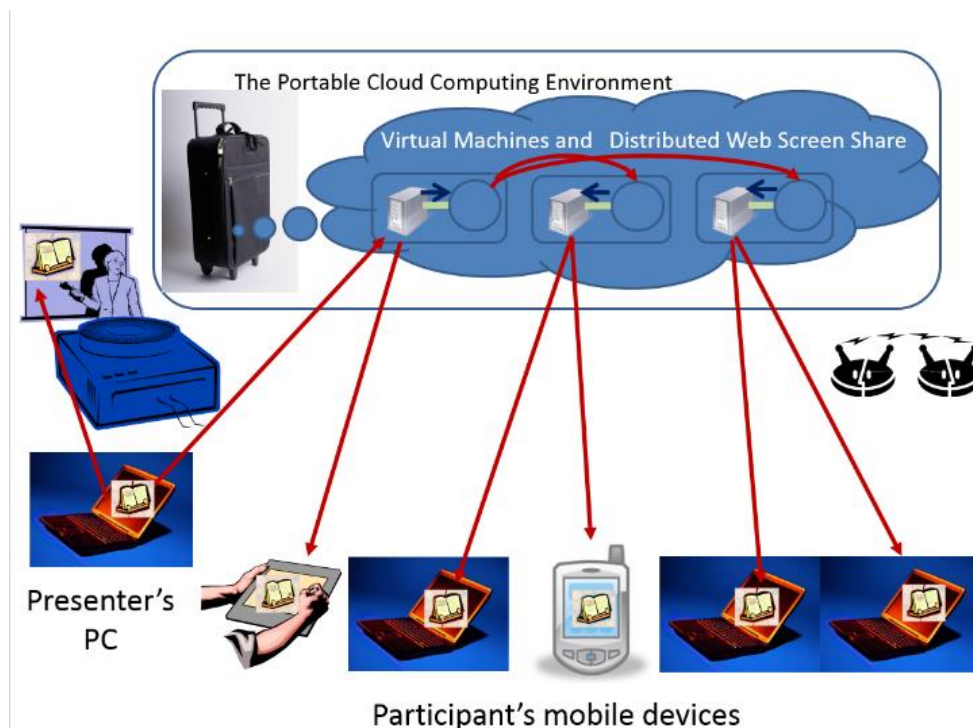 The Portable Cloud Computing Environment
Virtual Machines and Distributed Web Screen Share
Presenter's
PC
Participant's mobile devices